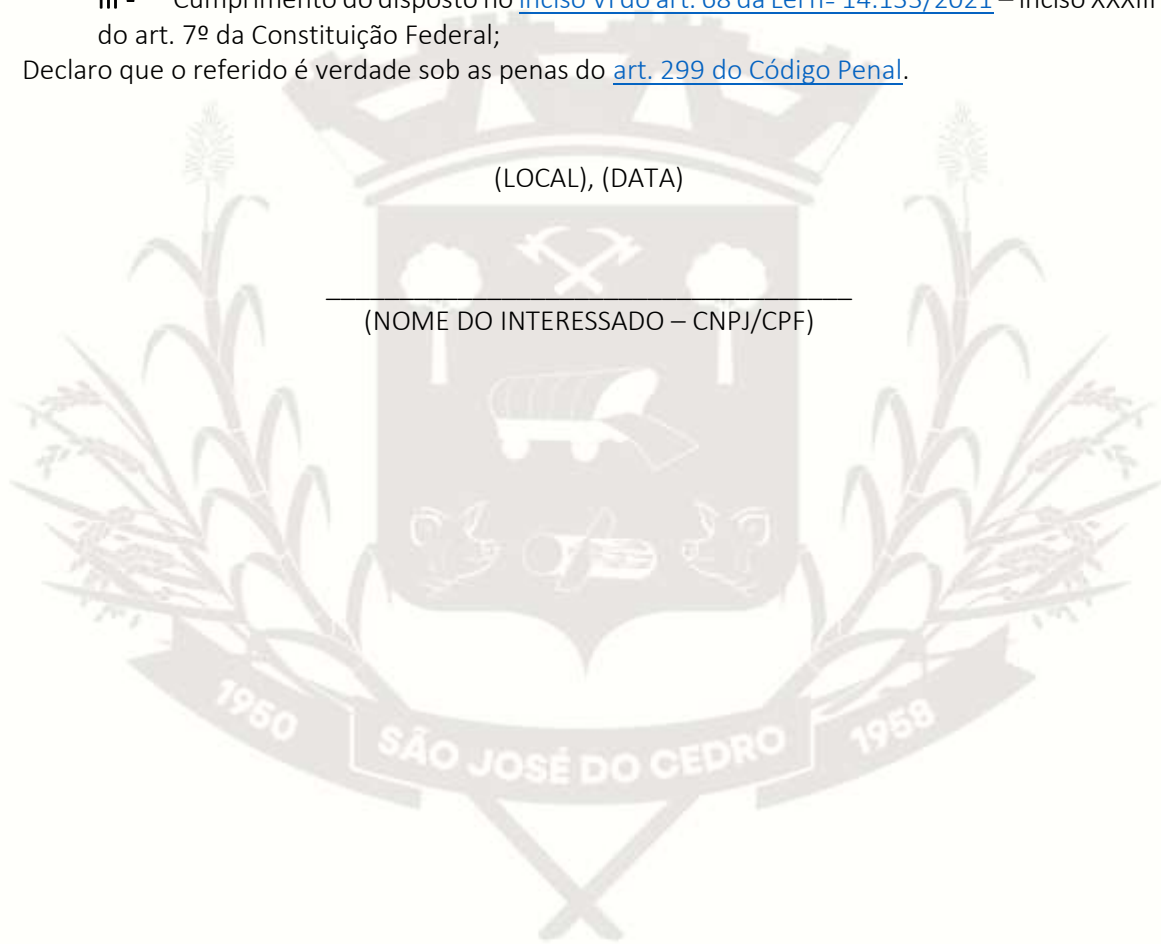 III - Cumprimento do disposto no inciso VI do art. 68 da Lei nº 14.133/2021 – inciso XXXIII
do art. 7º da Constituição Federal;
Declaro que o referido é verdade sob as penas do art. 299 do Código Penal.
(LOCAL), (DATA)
_____________________________________
(NOME DO INTERESSADO – CNPJ/CPF)
1950
SÃO JOSÉ DO CEDRO
1958